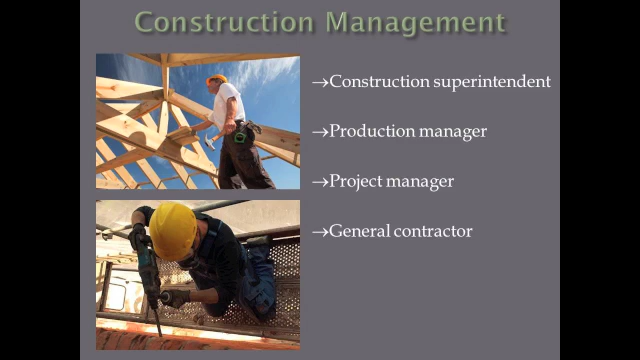 Construction Management
→Construction superintendent
→Production manager
→Project manager
→General contractor